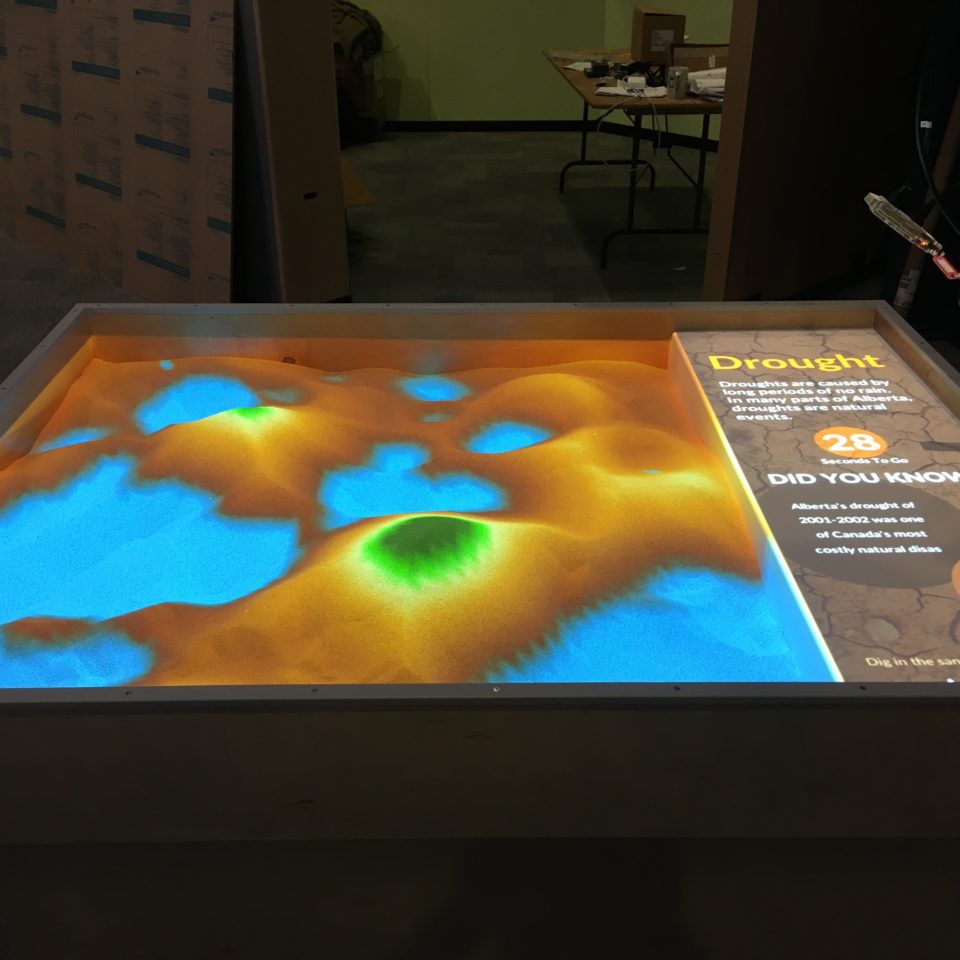 Drought
Droughts are caused by
long periods of no rain.
In many parts of Alberta,
droughts are natural
events.
28
Seconds To Go
DID YOU KNOW
Alberta's drought of
2001-2002 was one
of Canada's most
costly natural disas
Dig in the san